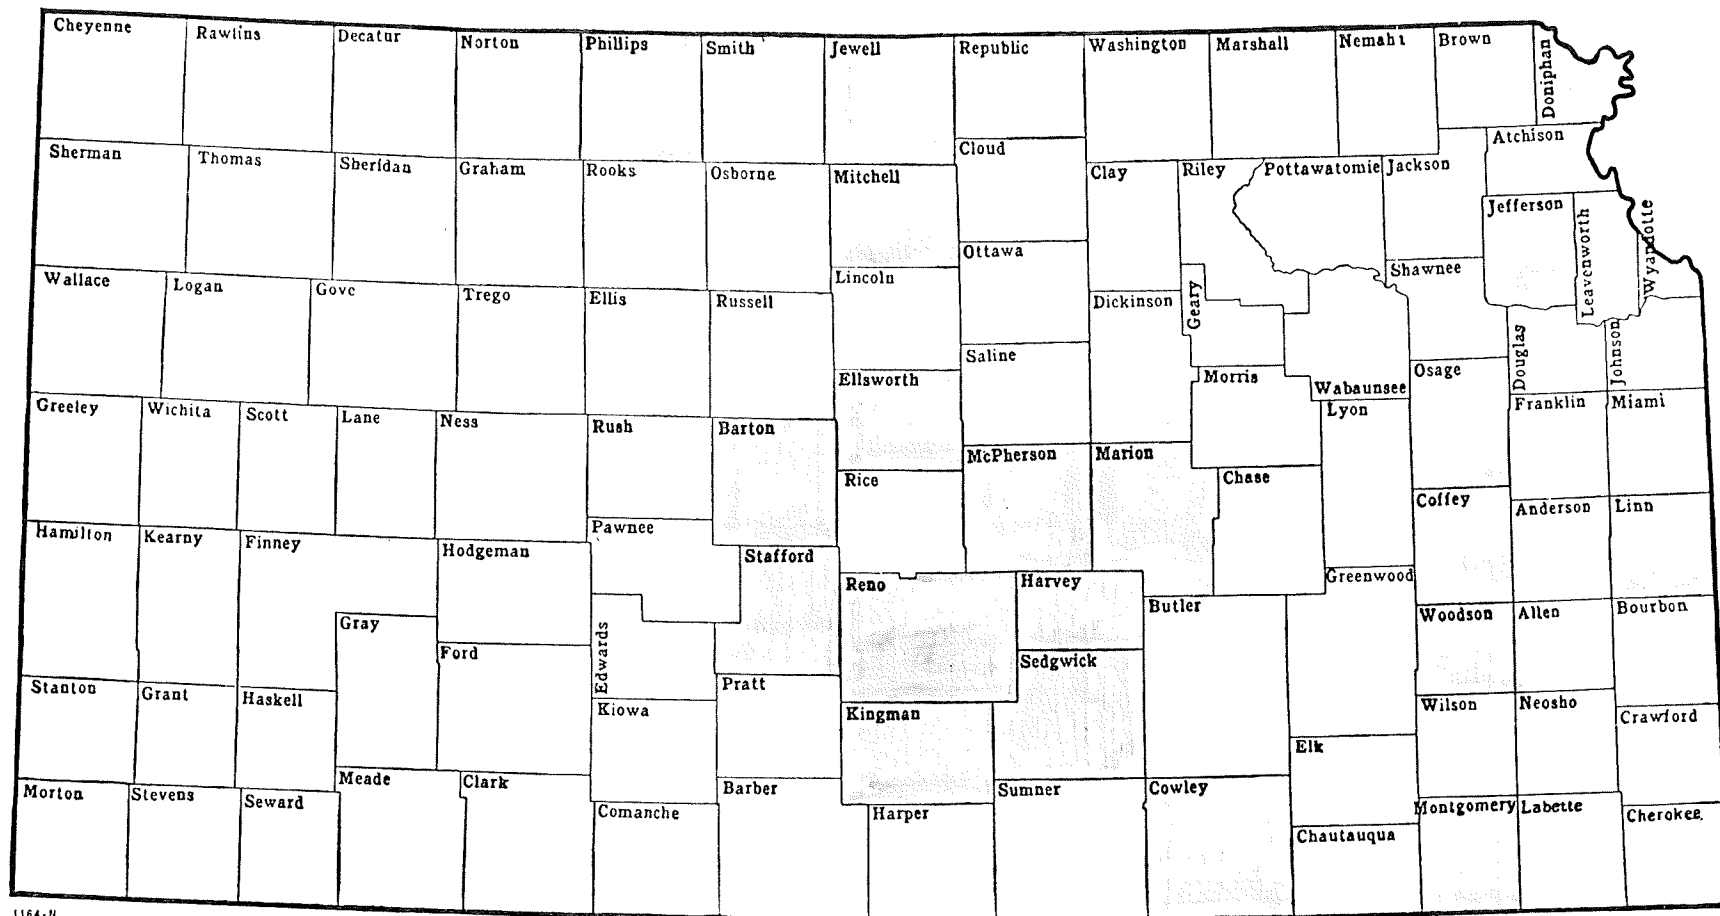 Cheyenne
Rawlins
Decatur
Norton
Phillips
Smith
Jewell
Republic
Washington
Marshall
Nemaht
Brown
Doniphan
Atchison
Sherman
Thomas
Sheridan
Graham
Rooks
Osborne
Mitchell
Cloud
Clay
Riley
Pottawatomie
Jackson
Jefferson
Leavenworth
Wyandotte
Wallace
Logan
Gove
Trego
Ellis
Russell
Lincoln
Ottawa
Dickinson
Geary
Shawnee
Douglas
Johnson
Saline
Ellsworth
Morris
Wabaunsee
Osage
Greeley
Wichita
Scott
Lane
Ness
Rush
Barton
Lyon
Franklin
Miami
McPherson
Marion
Rice
Chase
Coffey
Anderson
Linn
Hamilton
Kearny
Finney
Hodgeman
Pawnee
Stafford
Reno
Harvey
Greenwood
Butler
Woodson
Allen
Bourbon
Gray
Ford
Edwards
Sedgwick
Stanton
Grant
Haskell
Pratt
Kiowa
Kingman
Wilson
Neosho
Crawford
Elk
Morton
Stevens
Seward
Meade
Clark
Comanche
Barber
Harper
Sumner
Cowley
Chautauqua
Montgomery
Labette
Cherokee
1164-N